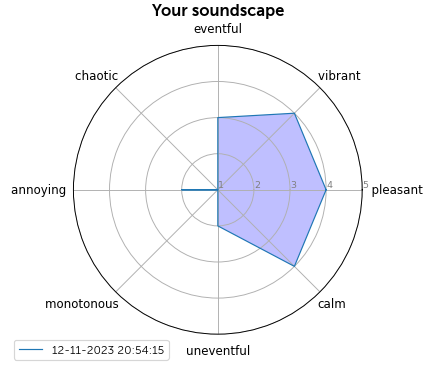 Your soundscape
eventful
chaotic
vibrant
annoying
1
2
3
4
5
pleasant
monotonous
calm
12-11-2023 20:54:15
uneventful